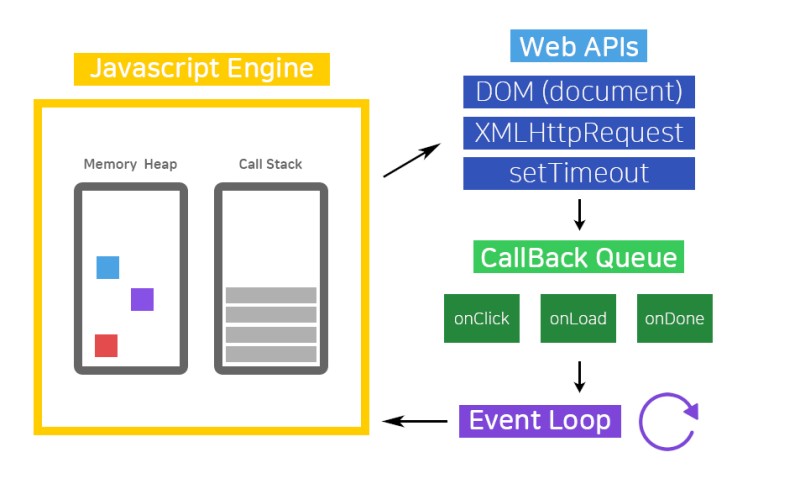 Javascript Engine
Memory Heap
Call Stack
Web APIs
DOM (document)
XMLHttpRequest
setTimeout
CallBack Queue
onClick
onLoad
onDone
Event Loop